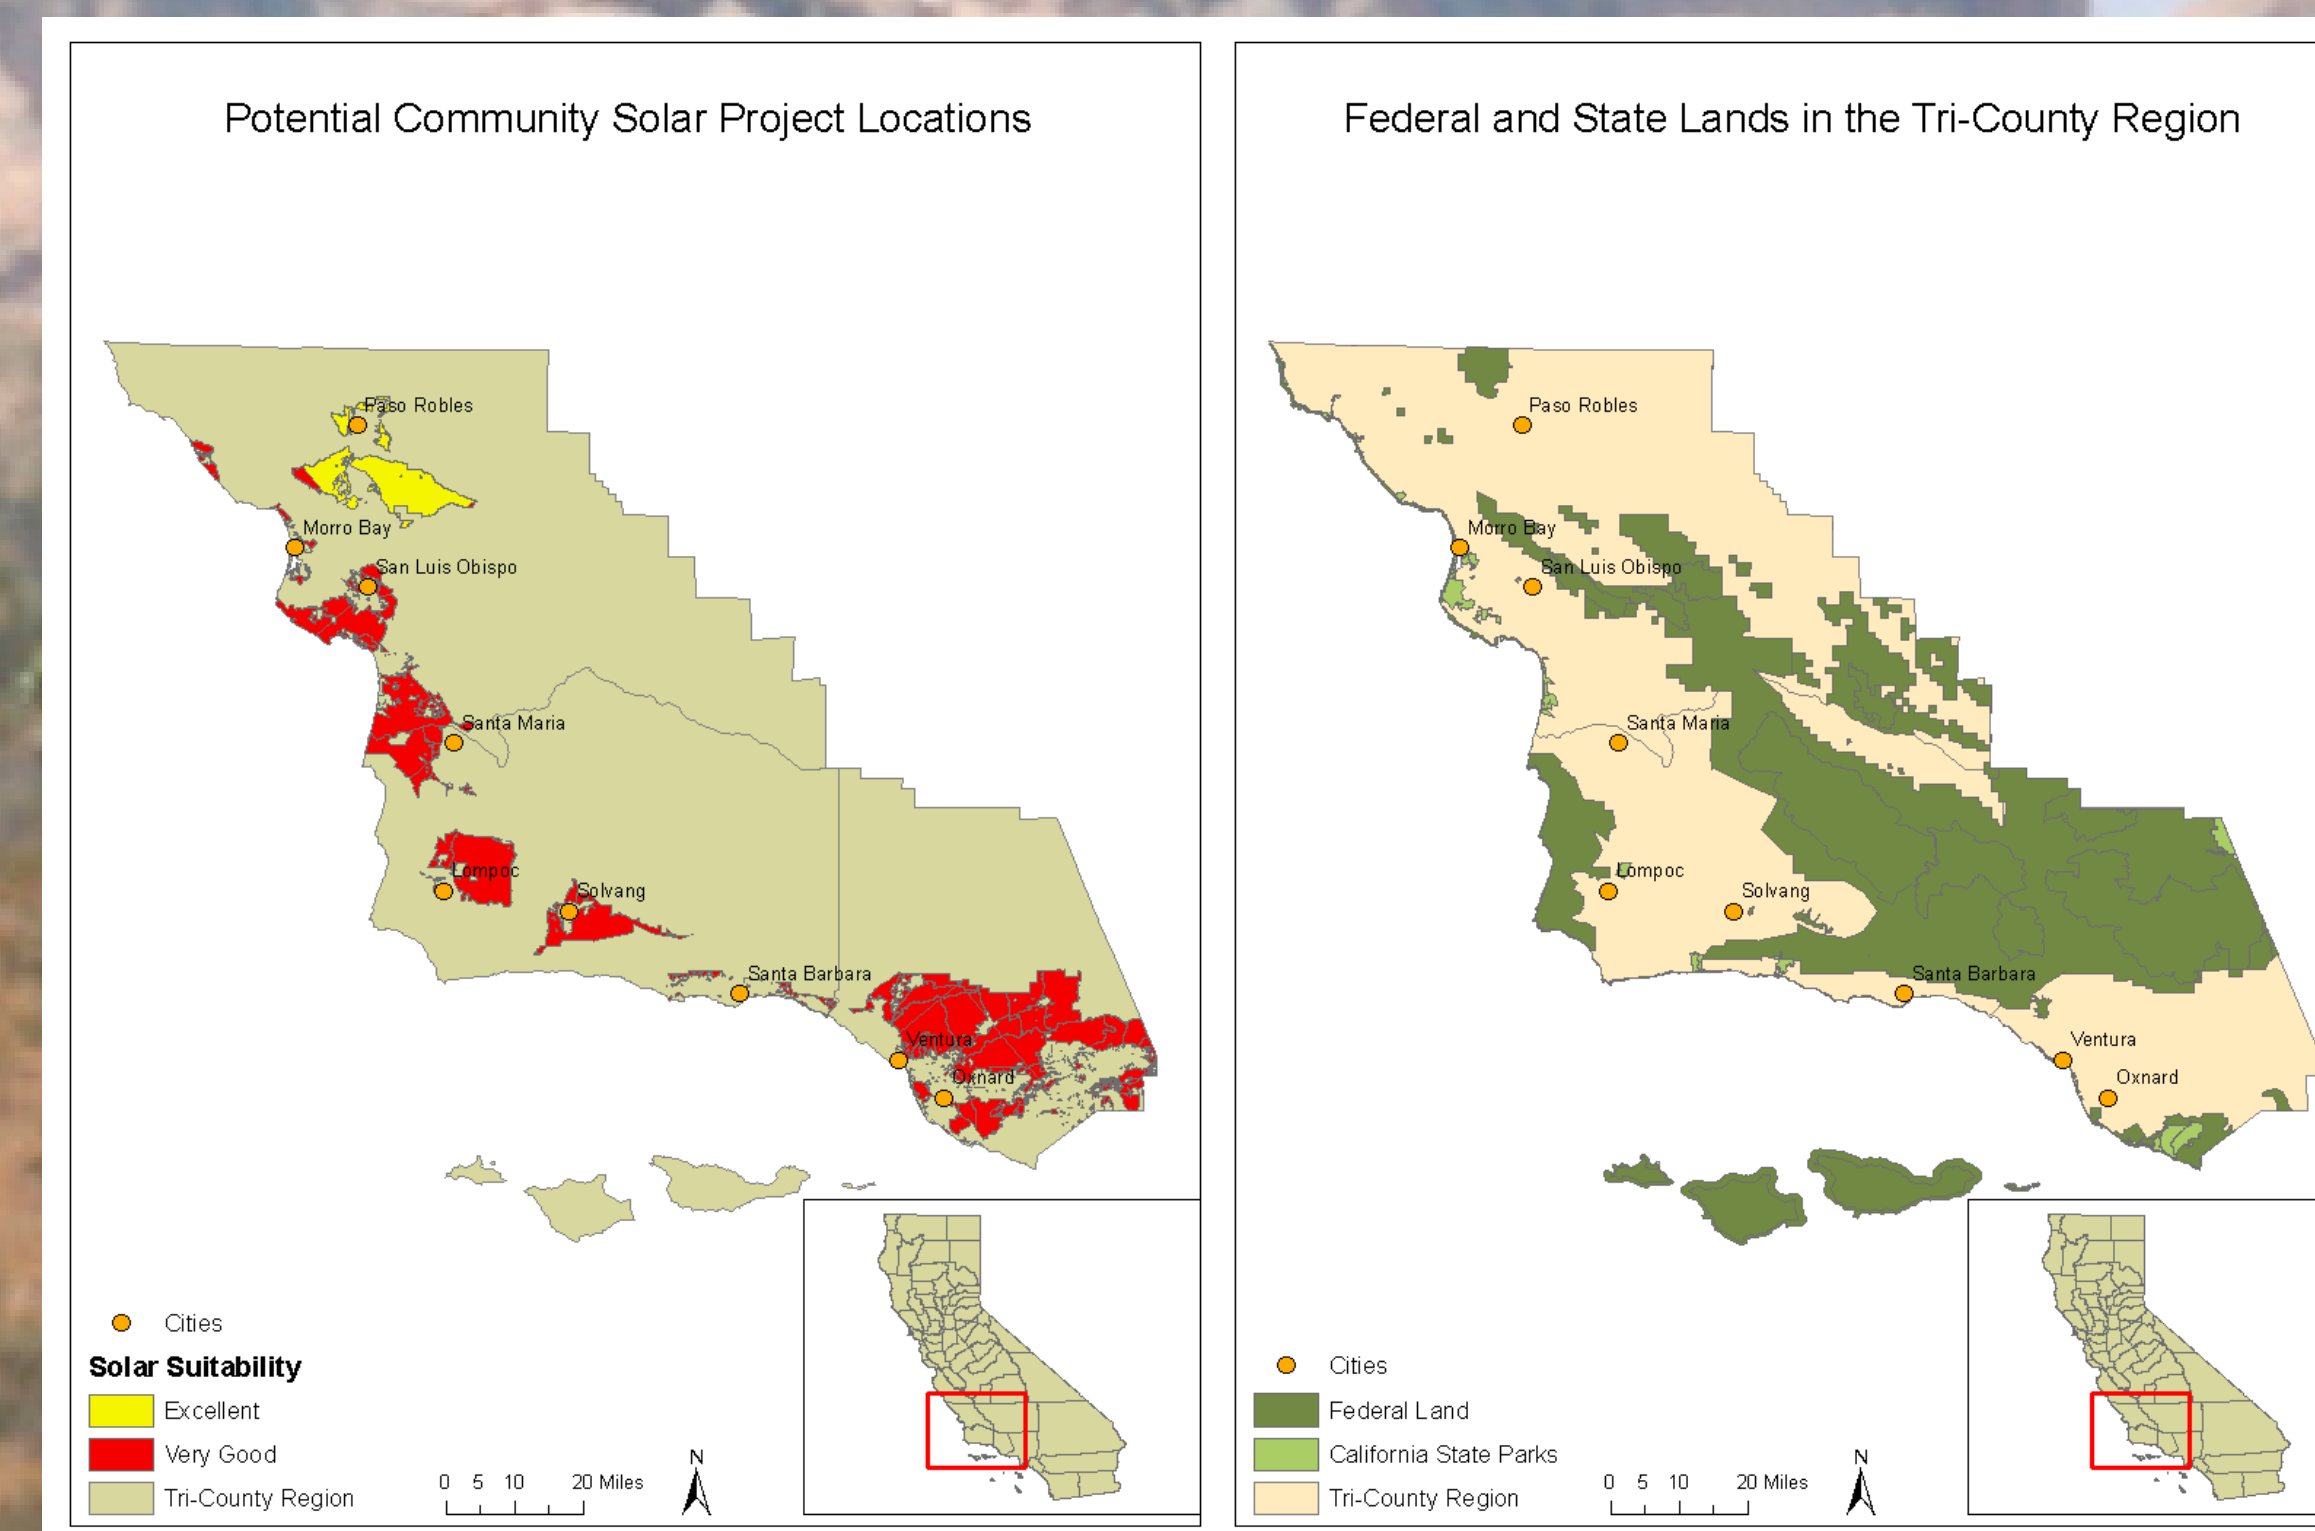 Potential Community Solar Project Locations
Paso Robles
Morro Bay
San Luis Obispo
Santa Maria
Lompoc
Solvang
Santa Barbara
Ventura
Oxnard
Cities
Solar Suitability
Excellent
Very Good
Tri-County Region
0 5 10 20 Miles
N
Federal and State Lands in the Tri-County Region
Paso Robles
Morro Bay
San Luis Obispo
Santa Maria
Lompoc
Solvang
Santa Barbara
Ventura
Oxnard
Cities
Federal Land
California State Parks
Tri-County Region
0 5 10 20 Miles
N